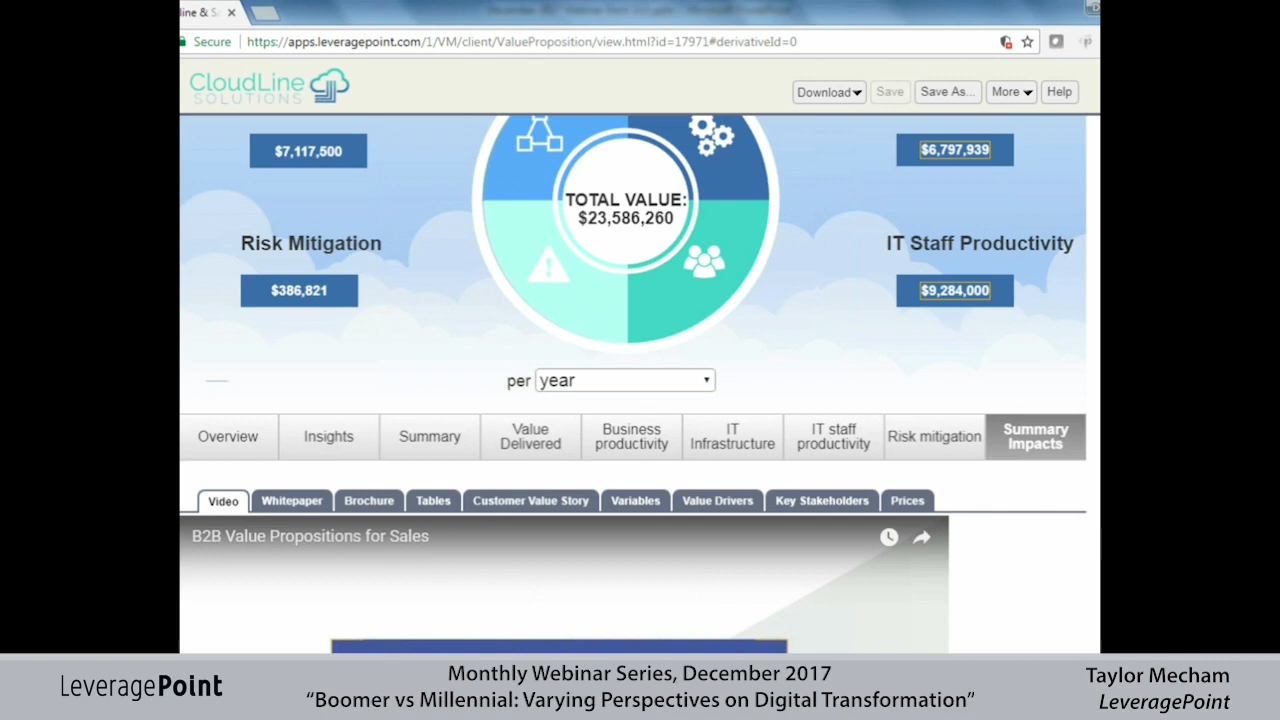 line & S
Secure
https://apps.leveragepoint.com/1/VM/client/ValueProposition/view.html?id=17971#derivativeId=0
CloudLine
SOLUTIONS
Download
Save
Save As...
More
Help
$7,117,500
$6,797,939
TOTAL VALUE:
$23,586,260
Risk Mitigation
IT Staff Productivity
$386,821
$9,284,000
per year
Overview
Insights
Summary
Value
Delivered
Business
productivity
IT
Infrastructure
IT staff
productivity
Risk mitigation
Summary
Impacts
Video
Whitepaper
Brochure
Tables
Customer Value Story
Variables
Value Drivers
Key Stakeholders
Prices
B2B Value Propositions for Sales
LeveragePoint
Monthly Webinar Series, December 2017
“Boomer vs Millennial: Varying Perspectives on Digital Transformation”
Taylor Mecham
LeveragePoint